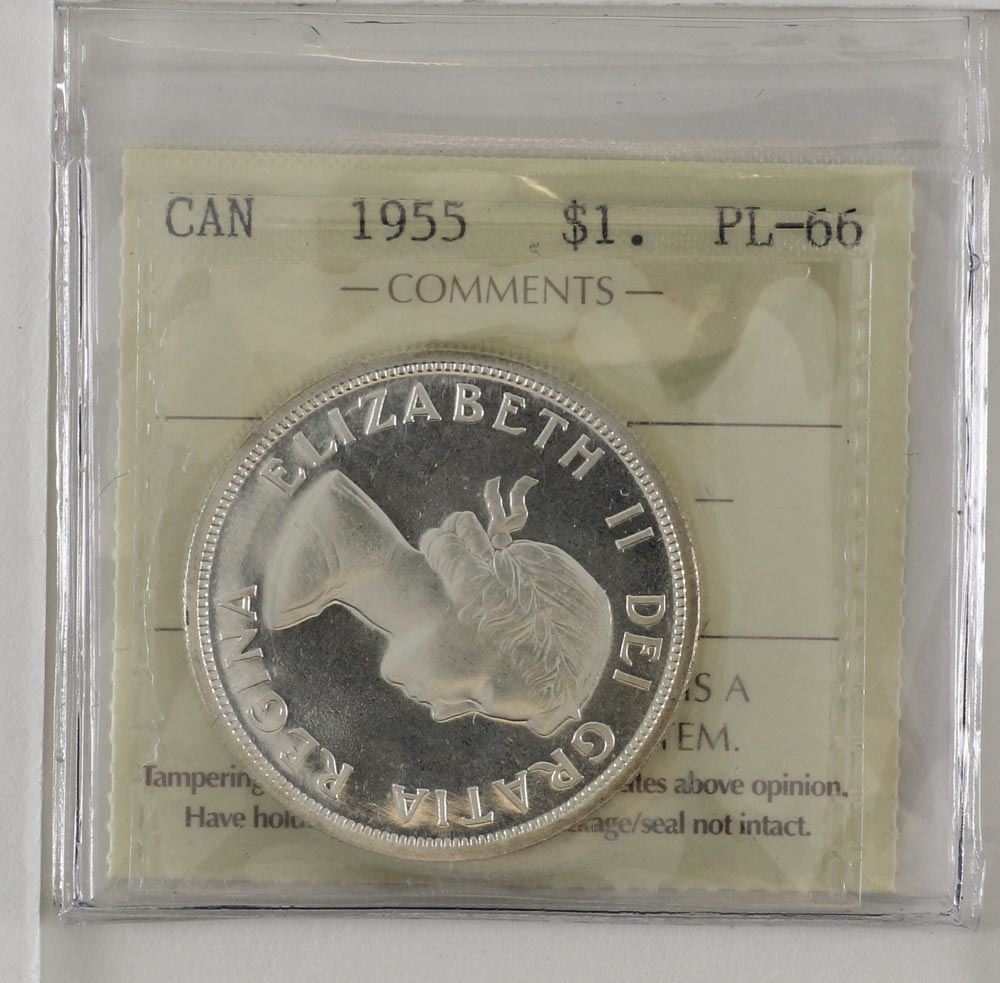 CAN 1955 $1. PL-66
— COMMENTS —
ELIZABETH II DEI GRATIA REGINA
IS A
TEM.
Tampering ates above opinion.
Have hold age/seal not intact.